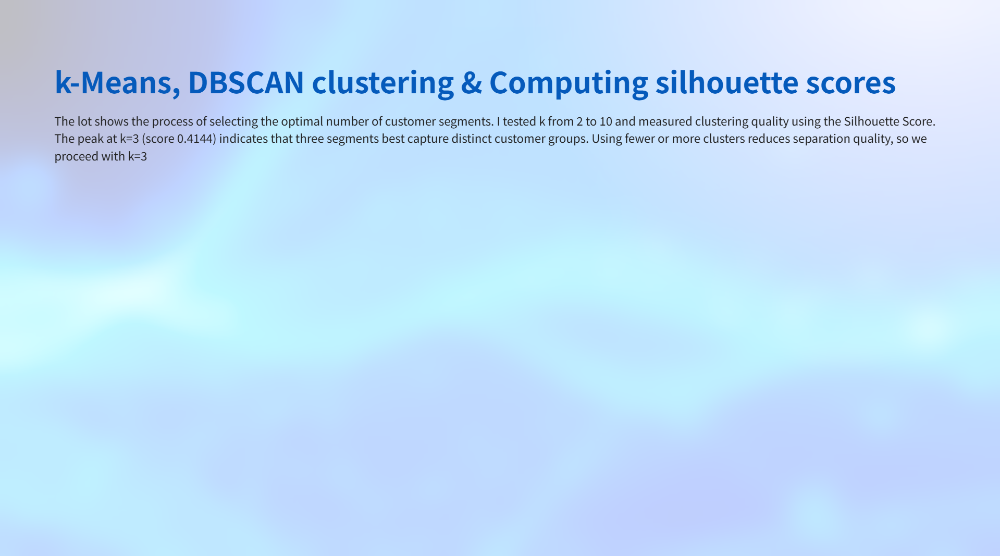 k-Means, DBSCAN clustering & Computing silhouette scores
The lot shows the process of selecting the optimal number of customer segments. I tested k from 2 to 10 and measured clustering quality using the Silhouette Score.
The peak at k=3 (score 0.4144) indicates that three segments best capture distinct customer groups. Using fewer or more clusters reduces separation quality, so we
proceed with k=3